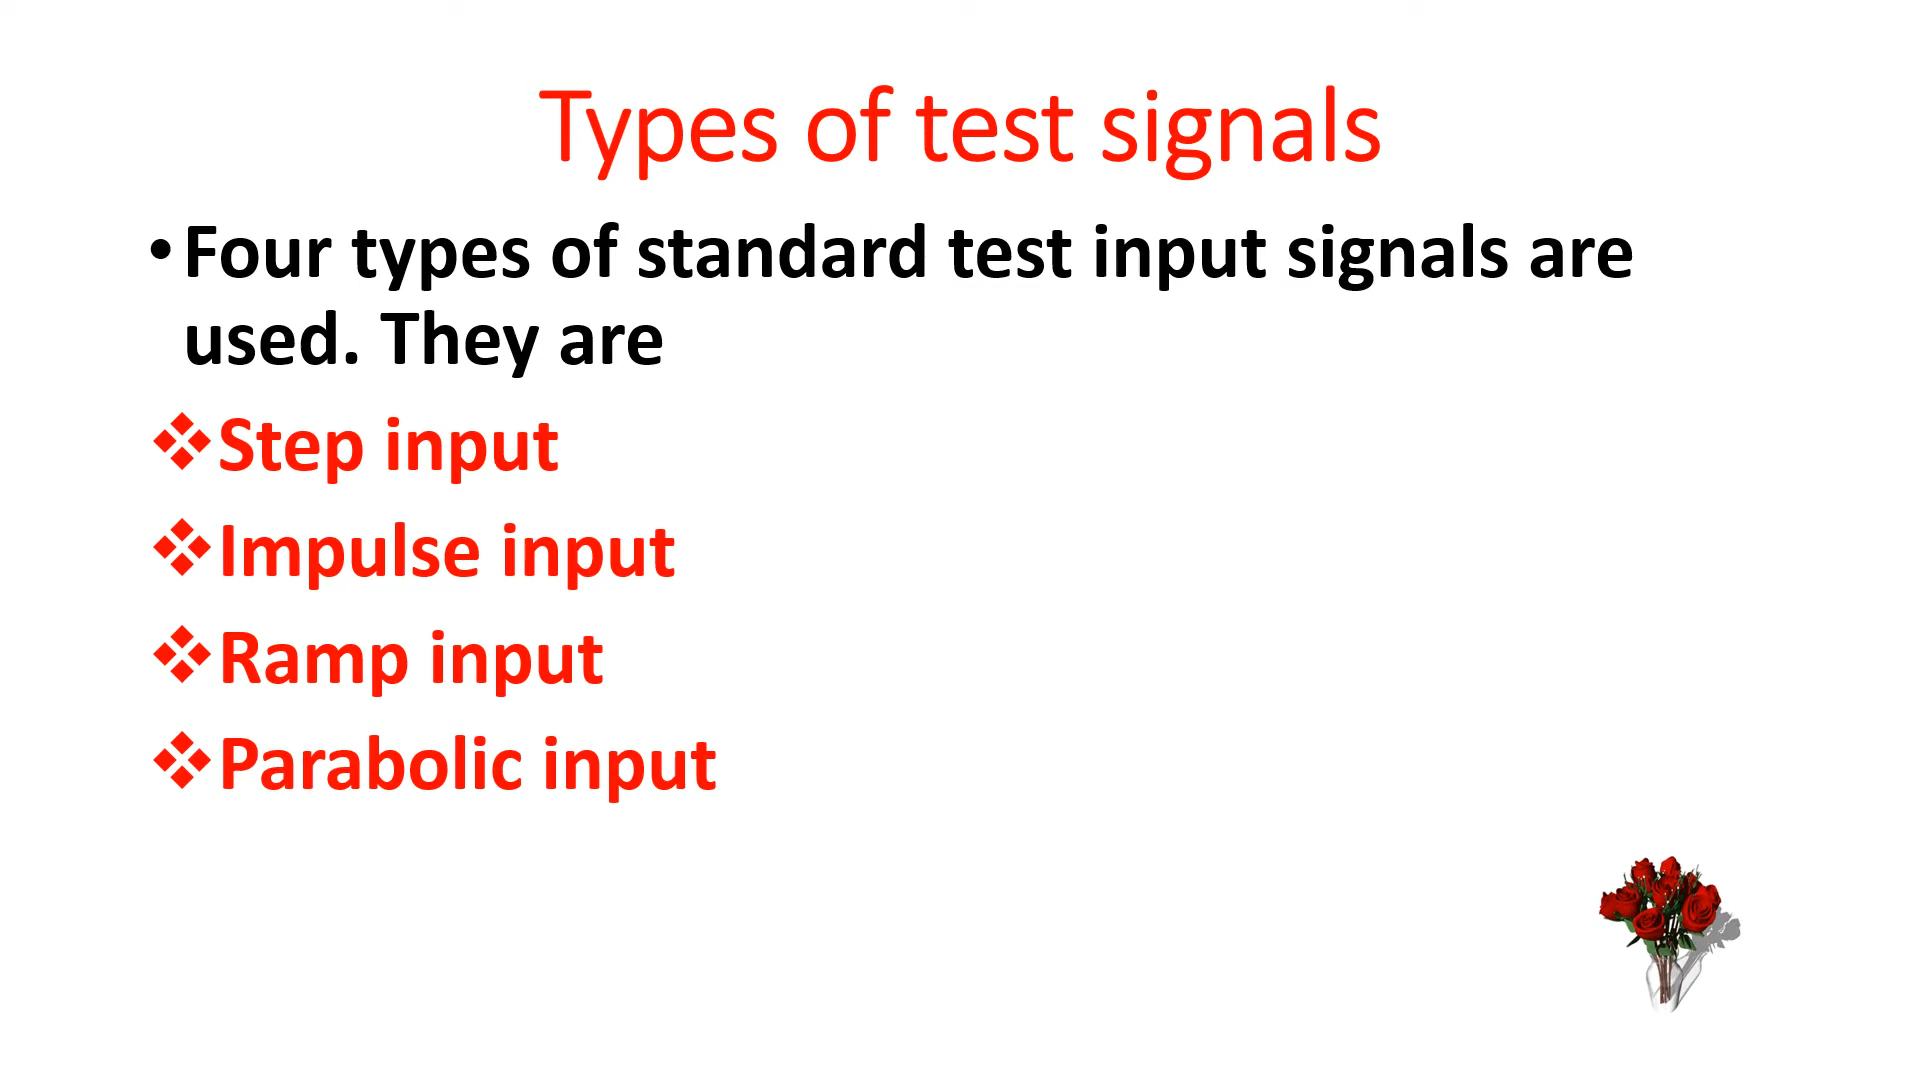 Types of test signals
•Four types of standard test input signals are
used. They are
❖Step input
❖Impulse input
❖Ramp input
❖Parabolic input